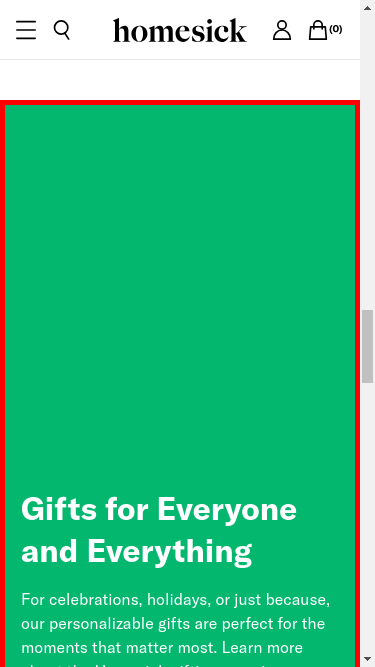 homesick
(0)
Gifts for Everyone
and Everything
For celebrations, holidays, or just because,
our personalizable gifts are perfect for the
moments that matter most. Learn more